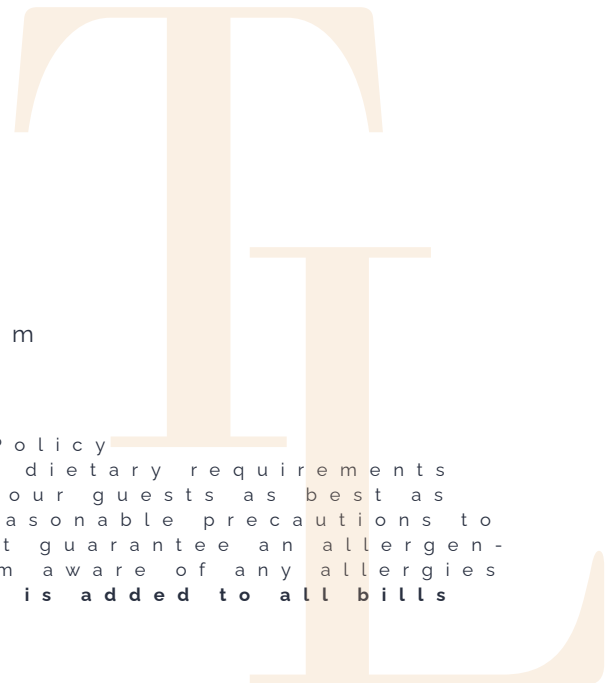 T
L
m
Policy
dietary requirements
our guests as best as
asonable precautions to
t guarantee an allergen-
m aware of any allergies
is added to all bills